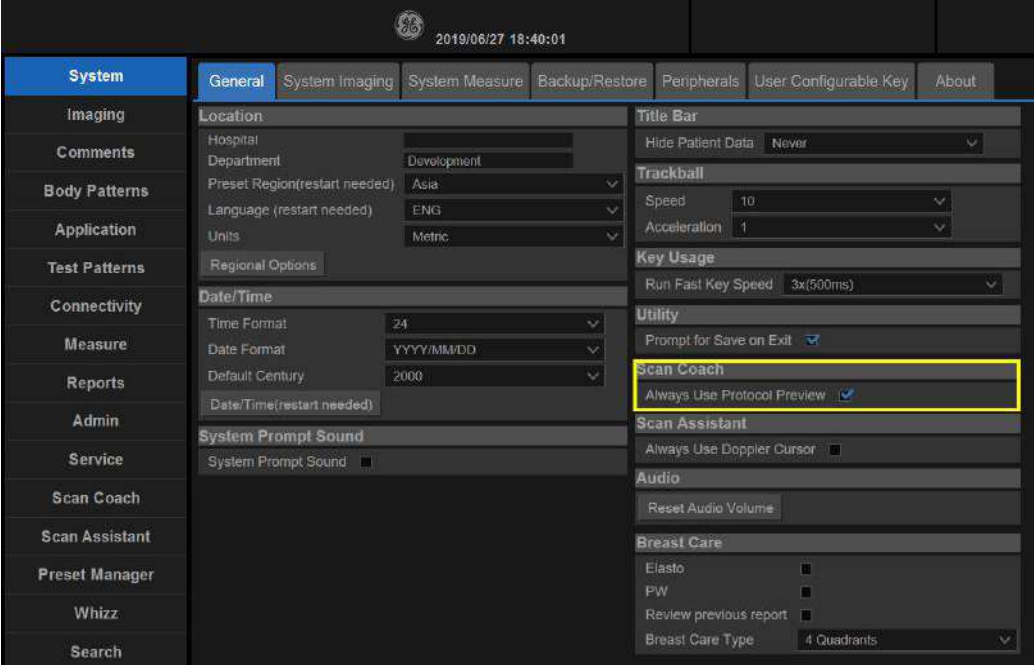 GE
2019/06/27 18:40:01
System
Imaging
Comments
Body Patterns
Application
Test Patterns
Connectivity
Measure
Reports
Admin
Service
Scan Coach
Scan Assistant
Preset Manager
Whizz
Search
General System Imaging System Measure Backup/Restore Peripherals User Configurable Key About
Location
Hospital
Department Development
Preset Region(restart needed) Asia
Language (restart needed) ENG
Units Metric
Regional Options
Date/Time
Time Format 24
Date Format YYYY/MM/DD
Default Century 2000
Date/Time(restart needed)
System Prompt Sound
System Prompt Sound
Title Bar
Hide Patient Data Never
Trackball
Speed 10
Acceleration 1
Key Usage
Run Fast Key Speed 3x(500ms)
Utility
Prompt for Save on Exit
Scan Coach
Always Use Protocol Preview
Scan Assistant
Always Use Doppler Cursor
Audio
Reset Audio Volume
Breast Care
Elasto
PW
Review previous report
Breast Care Type 4 Quadrants